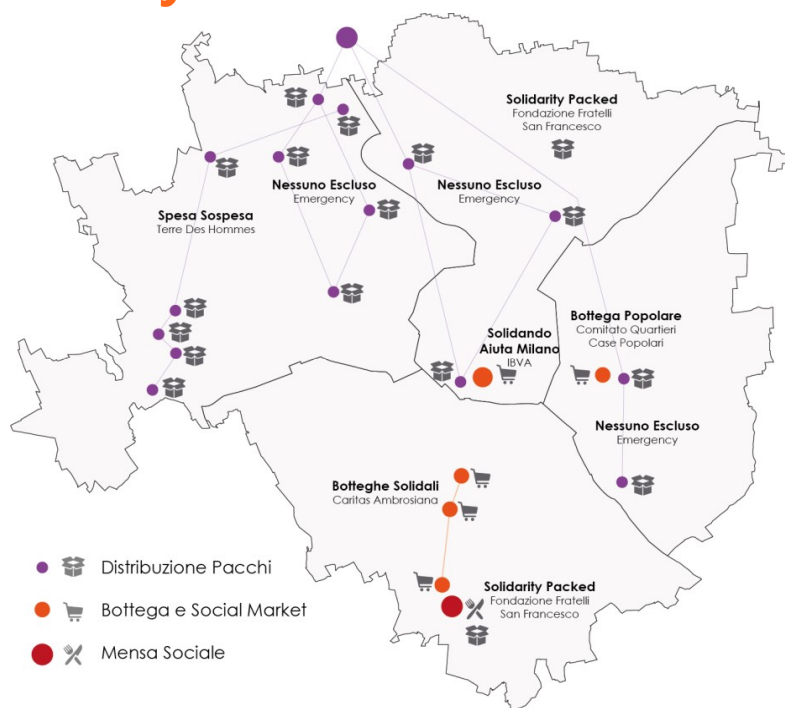 Solidarity Packed
Fondazione Fratelli
San Francesco
Nessuno Escluso
Emergency
Nessuno Escluso
Emergency
Spesa Sospesa
Terre Des Hommes
Bottega Popolare
Comitato Quartieri
Case Popolari
Solidando
Aiuta Milano
IBVA
Nessuno Escluso
Emergency
Botteghe Solidali
Caritas Ambrosiana
Solidarity Packed
Fondazione Fratelli
San Francesco
Distribuzione Pacchi
Bottega e Social Market
Mensa Sociale